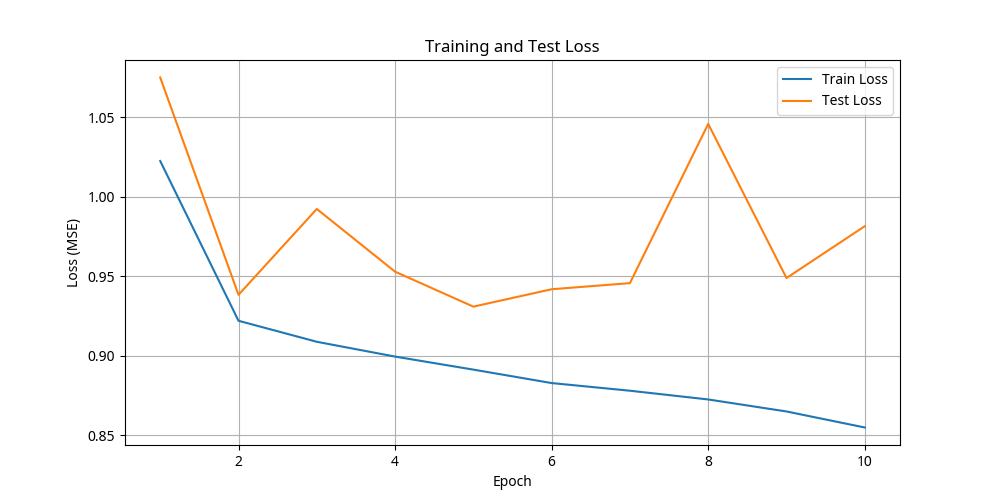 Training and Test Loss
Train Loss
Test Loss
Loss (MSE)
1.05
1.00
0.95
0.90
0.85
2 4 6 8 10
Epoch